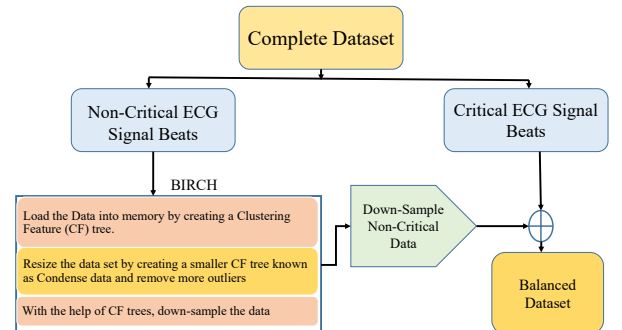 Complete Dataset
Non-Critical ECG
Signal Beats
Critical ECG Signal
Beats
BIRCH
Load the Data into memory by creating a Clustering
Feature (CF) tree.
Resize the data set by creating a smaller CF tree known
as Condense data and remove more outliers
With the help of CF trees, down-sample the data
Down-Sample
Non-Critical
Data
Balanced
Dataset